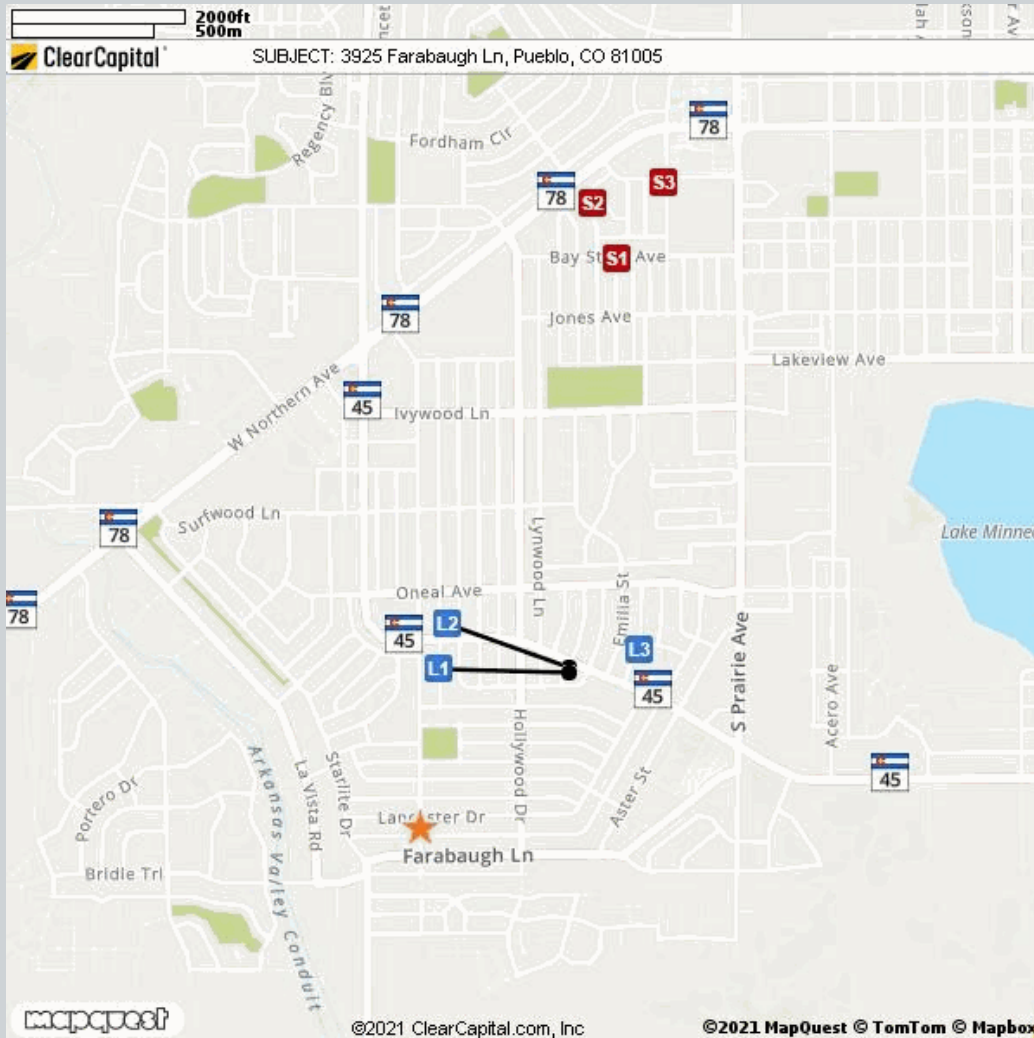 2000ft
500m
ClearCapital
SUBJECT: 3925 Farabaugh Ln, Pueblo, CO 81005
Regency Blv
Fordham Cir
78
78
S2
S3
Bay St
S1
Ave
Jones Ave
78
Lakeview Ave
W Northern Ave
45
Ivywood Ln
78
Surfwood Ln
Lynwood Ln
Lake Minne
78
Oneal Ave
Emilia St
45
L2
L3
L1
45
S Prairie Ave
Acero Ave
Hollywood Dr
45
Arkansas Valley Conduit
La Vista Rd
Starlite Dr
Aster St
Portero Dr
Lancaster Dr
Farabaugh Ln
Bridle Trl
mapquest
©2021 ClearCapital.com, Inc
©2021 MapQuest © TomTom © Mapbox